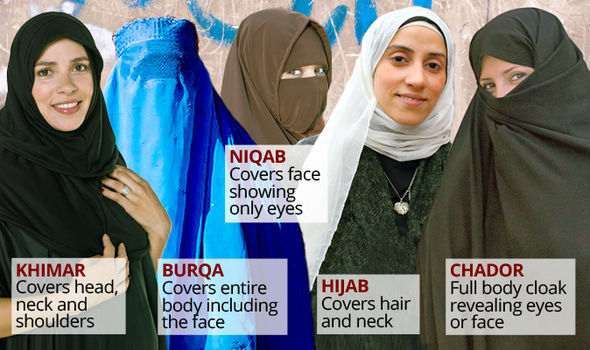 KHIMAR
Covers head,
neck and
shoulders
BURQA
Covers entire
body including
the face
NIQAB
Covers face
showing
only eyes
HIJAB
Covers hair
and neck
CHADOR
Full body cloak
revealing eyes
or face